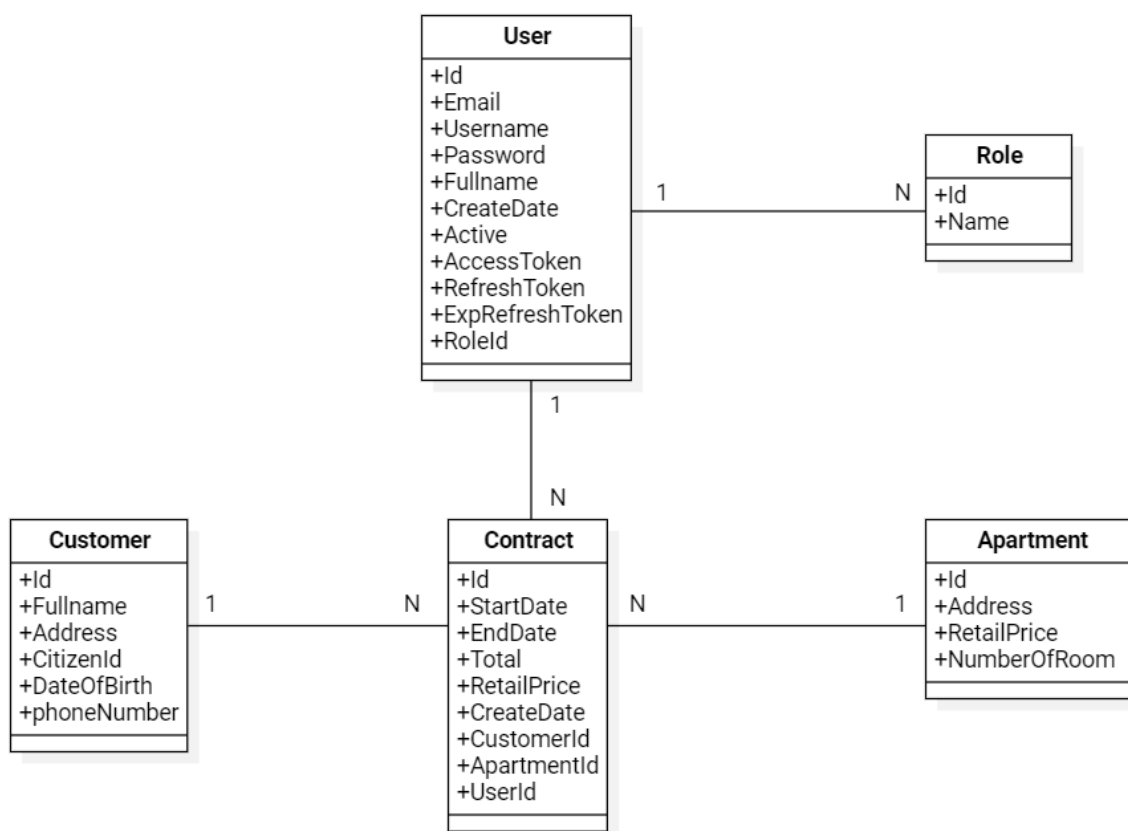 User
+Id
+Email
+Username
+Password
+Fullname
+CreateDate
+Active
+AccessToken
+RefreshToken
+ExpRefreshToken
+RoleId
1
N
Role
+Id
+Name
1
N
Customer
+Id
+Fullname
+Address
+CitizenId
+DateOfBirth
+phoneNumber
1
N
Contract
+Id
+StartDate
+EndDate
+Total
+RetailPrice
+CreateDate
+CustomerId
+ApartmentId
+UserId
N
1
Apartment
+Id
+Address
+RetailPrice
+NumberOfRoom